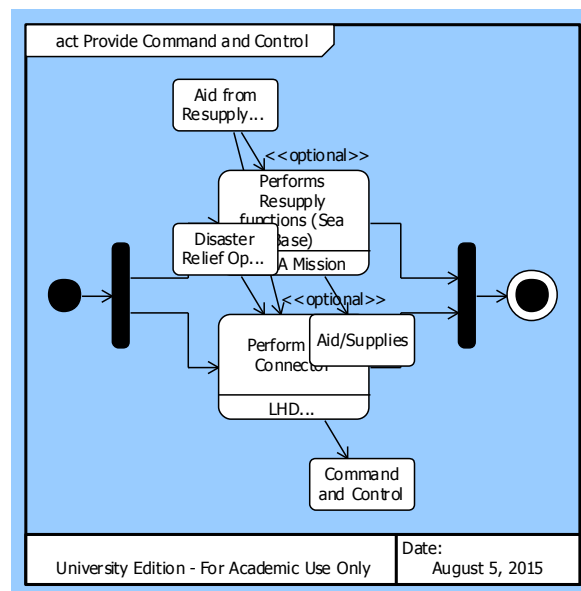 act Provide Command and Control
Aid from
Resupply...
<<optional>>
Performs
Resupply
functions (Sea
Base)
A Mission
Disaster
Relief Op...
<<optional>>
Perform
Connector
Aid/Supplies
LHD...
Command
and Control
University Edition - For Academic Use Only
Date:
August 5, 2015